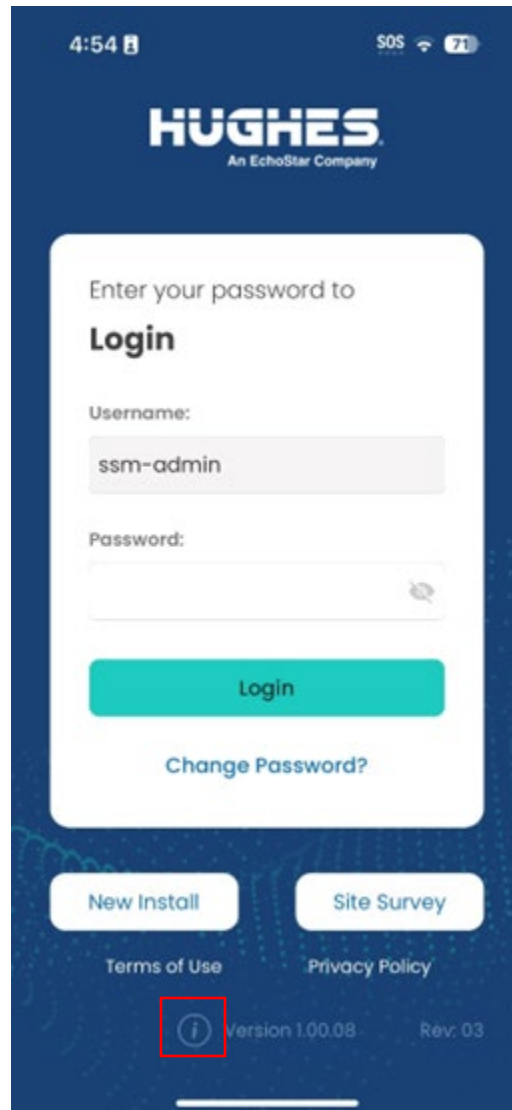 4:54 SOS 71
HUGHES
An EchoStar Company
Enter your password to
Login
Username:
ssm-admin
Password:
Login
Change Password?
New Install Site Survey
Terms of Use Privacy Policy
i Version 1.00.08 Rev: 03